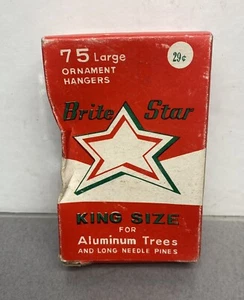 75 Large
ORNAMENT
HANGERS
29¢
Brite Star
KING SIZE
FOR
Aluminum Trees
AND LONG NEEDLE PINES